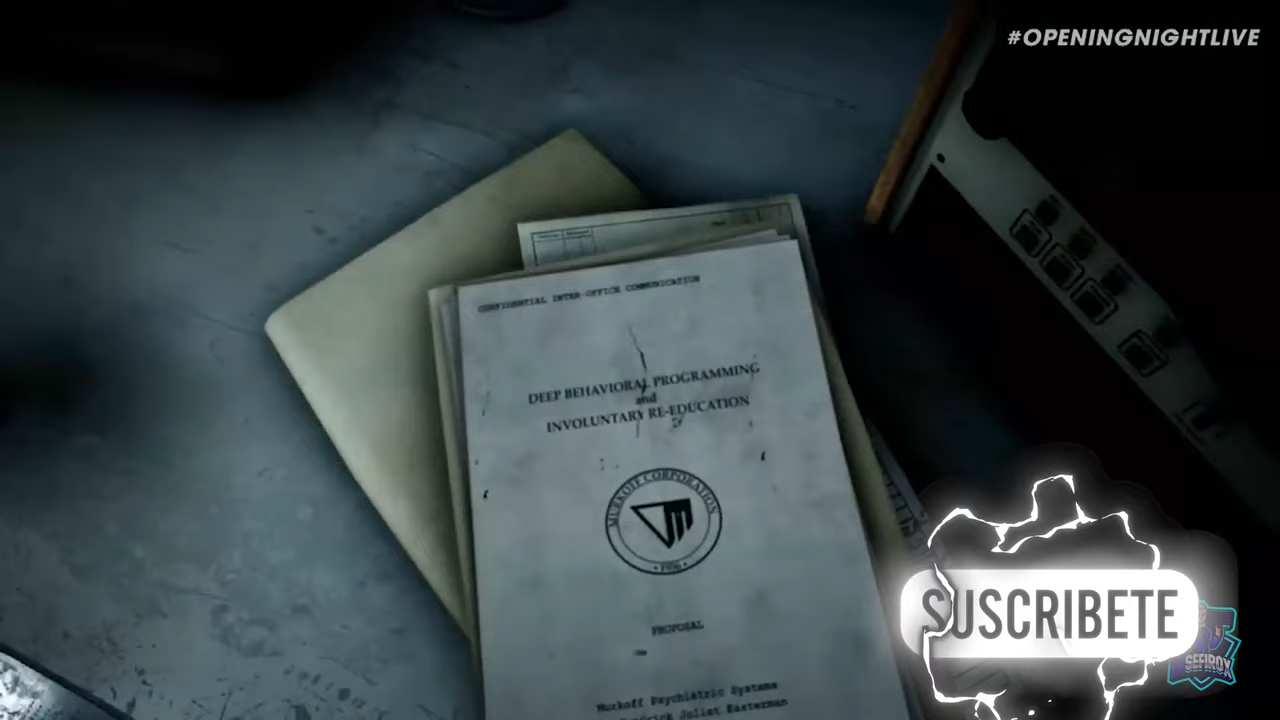 #OPENINGNIGHTLIVE
CONFIDENTIAL INTER-OFFICE COMMUNICATION
DEEP BEHAVIORAL PROGRAMMING
and
INVOLUNTARY RE-EDUCATION
MURKOFF CORPORATION
PROPOSAL
Murkoff Psychiatric Systems
Juliet Easterman
SUSCRIBETE
SEFIROX